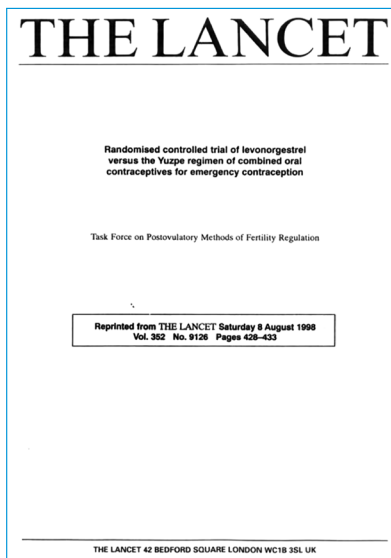 THE LANCET
Randomised controlled trial of levonorgestrel
versus the Yuzpe regimen of combined oral
contraceptives for emergency contraception
Task Force on Postovulatory Methods of Fertility Regulation
Reprinted from THE LANCET Saturday 8 August 1998
Vol. 352 No. 9126 Pages 428–433
THE LANCET 42 BEDFORD SQUARE LONDON WC1B 3SL UK